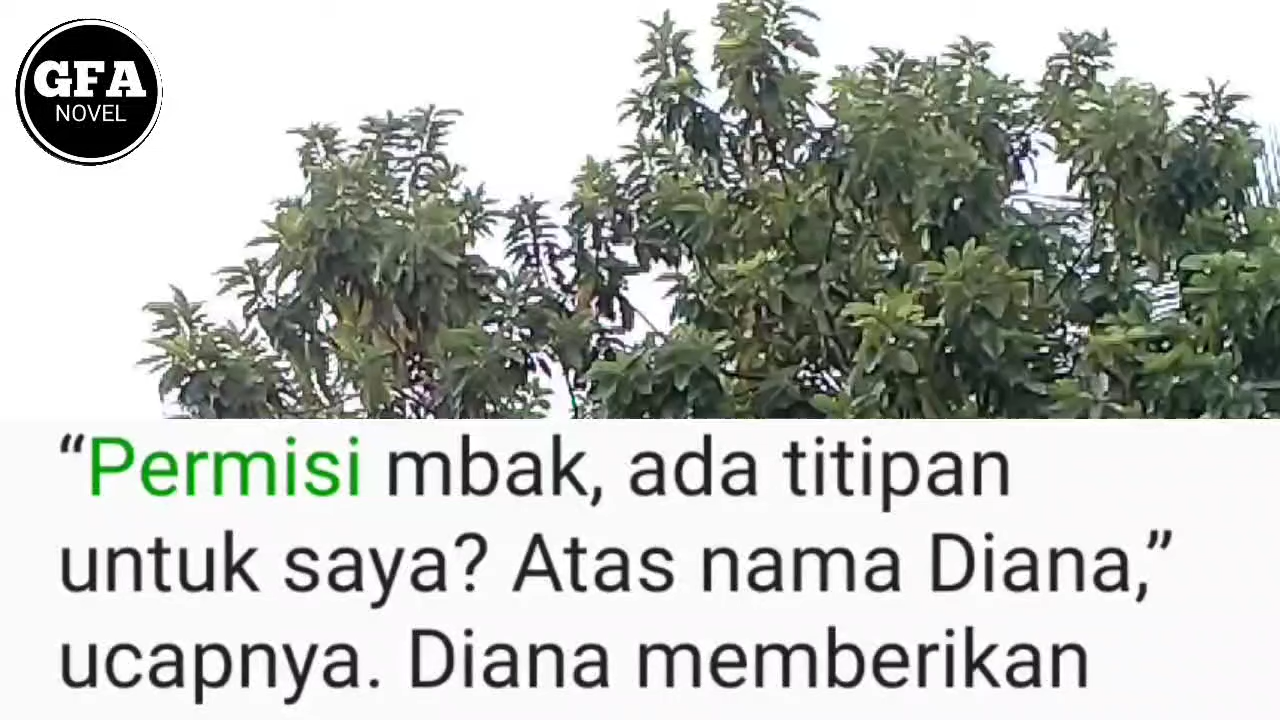 GFA
NOVEL
“Permisi mbak, ada titipan
untuk saya? Atas nama Diana,”
ucapnya. Diana memberikan